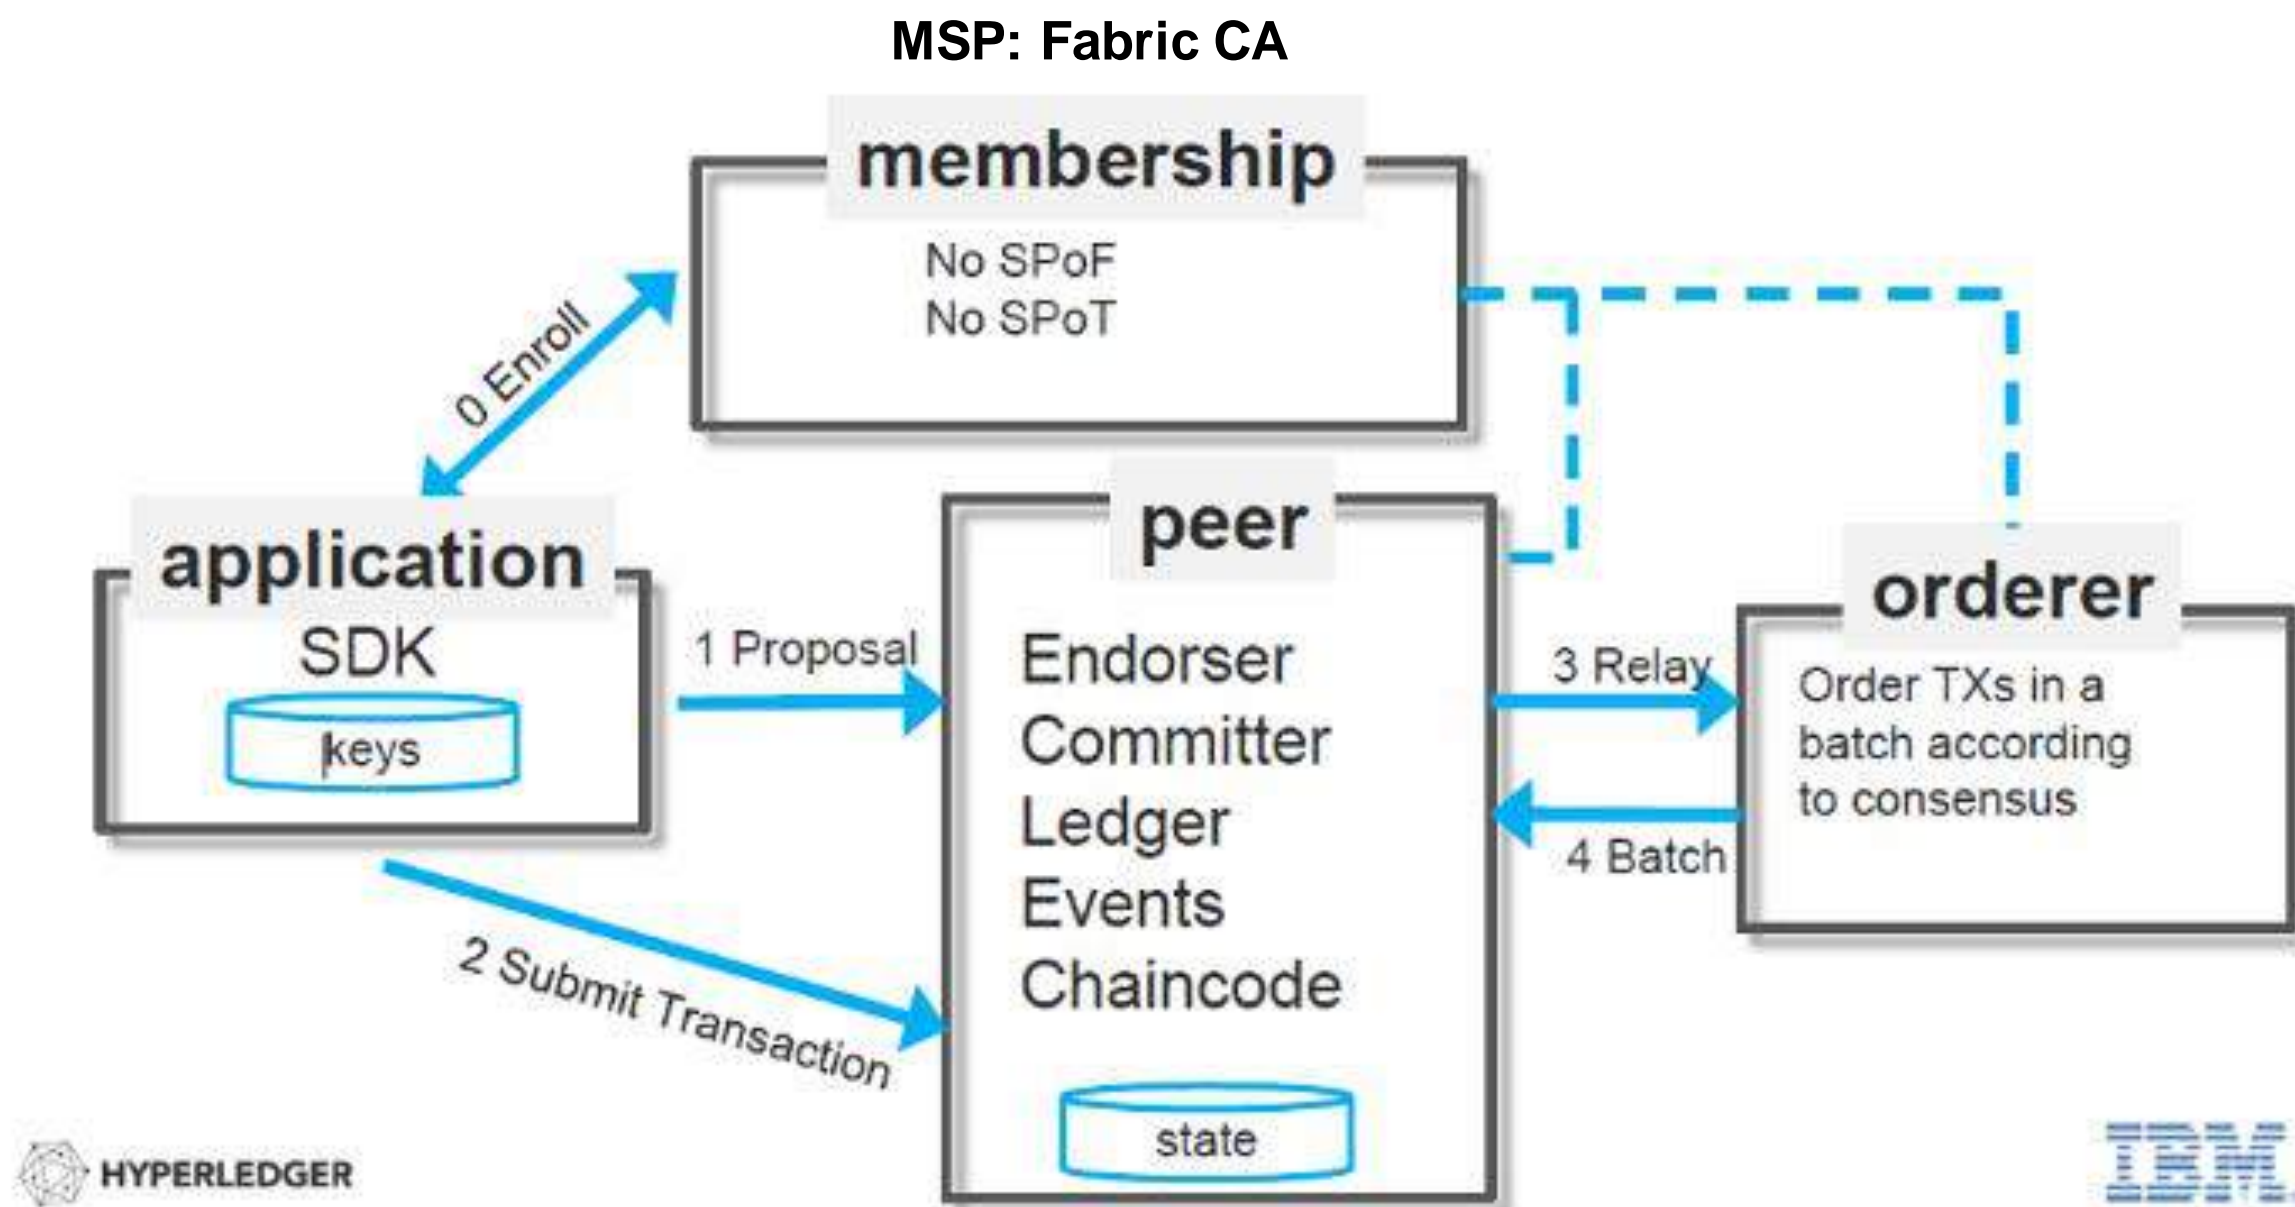 MSP: Fabric CA
membership
No SPoF
No SPoT
0 Enroll
application
SDK
keys
1 Proposal
2 Submit Transaction
peer
Endorser
Committer
Ledger
Events
Chaincode
state
3 Relay
4 Batch
orderer
Order TXs in a
batch according
to consensus
HYPERLEDGER
IBM